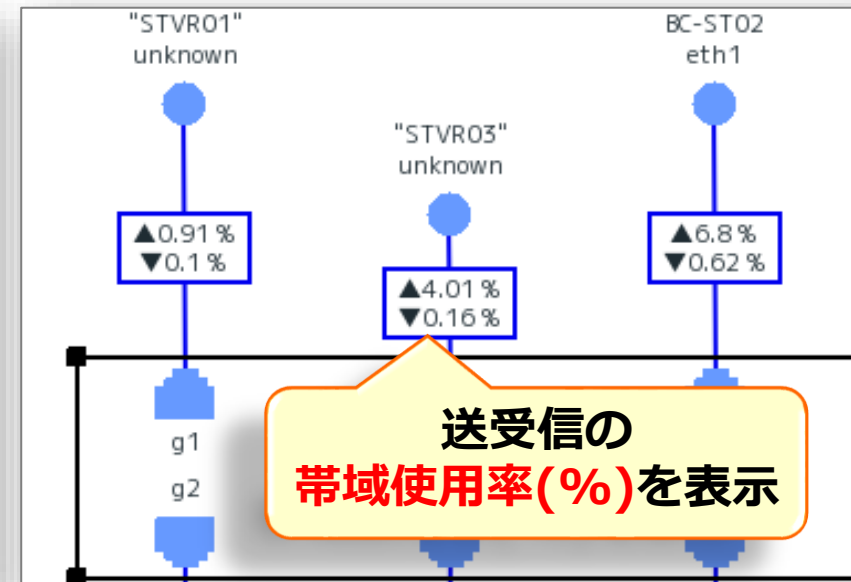 "STVR01"
unknown
BC-ST02
eth1
"STVR03"
unknown
▲0.91%
▼0.1%
▲6.8%
▼0.62%
▲4.01%
▼0.16%
g1
g2
送受信の
帯域使用率(%)を表示